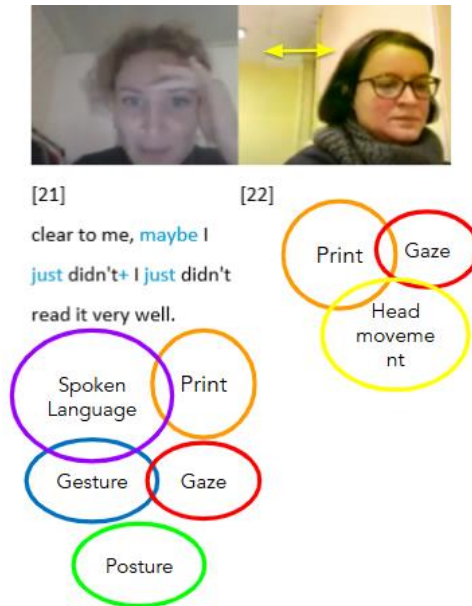 [21]
clear to me, maybe I
just didn't+ I just didn't
read it very well.
Spoken
Language
Print
Gesture
Gaze
Posture
[22]
Print
Gaze
Head
moveme
nt